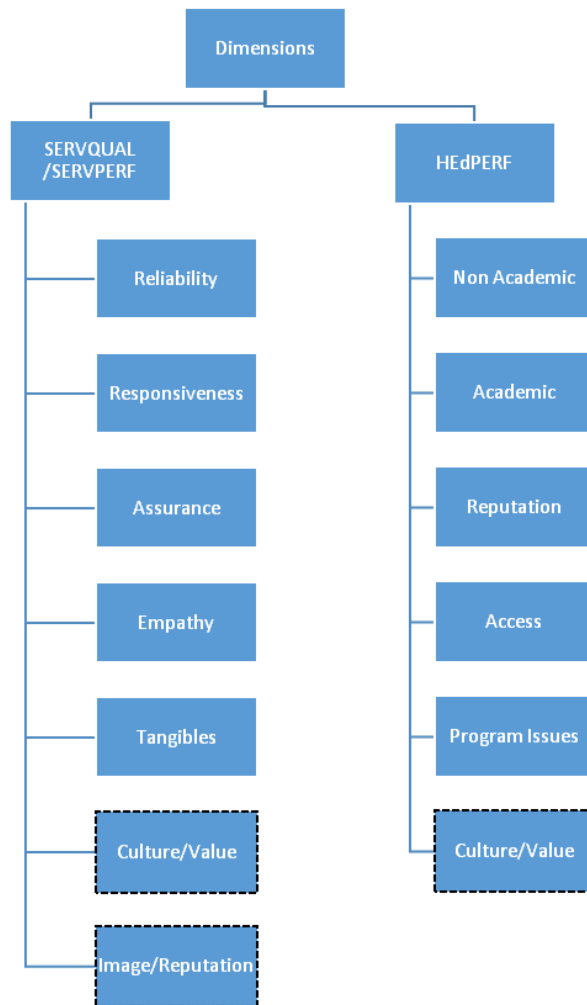 Dimensions
SERVQUAL
/SERVPERF
HEdPERF
Reliability
Non Academic
Responsiveness
Academic
Assurance
Reputation
Empathy
Access
Tangibles
Program Issues
Culture/Value
Culture/Value
Image/Reputation